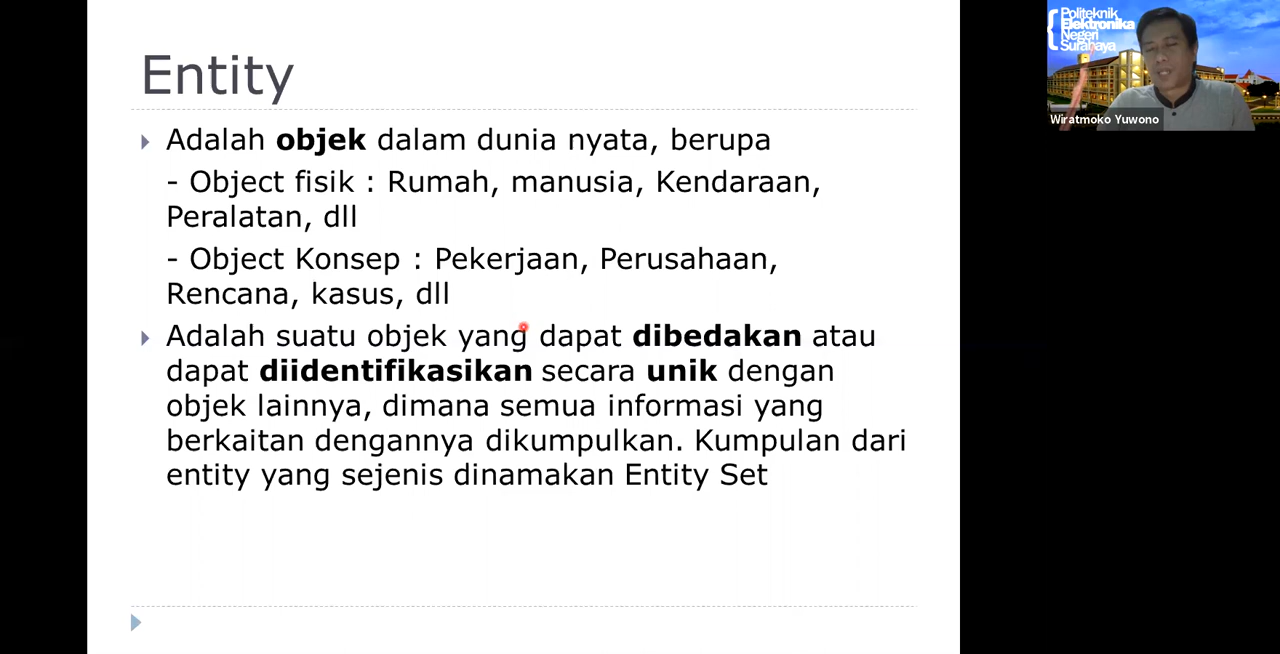 Entity
Adalah objek dalam dunia nyata, berupa
- Object fisik : Rumah, manusia, Kendaraan,
Peralatan, dll
- Object Konsep : Pekerjaan, Perusahaan,
Rencana, kasus, dll
Adalah suatu objek yang dapat dibedakan atau
dapat diidentifikasikan secara unik dengan
objek lainnya, dimana semua informasi yang
berkaitan dengannya dikumpulkan. Kumpulan dari
entity yang sejenis dinamakan Entity Set
Politeknik
Elektronika
Negeri
Surabaya
Wiratmoko Yuwono